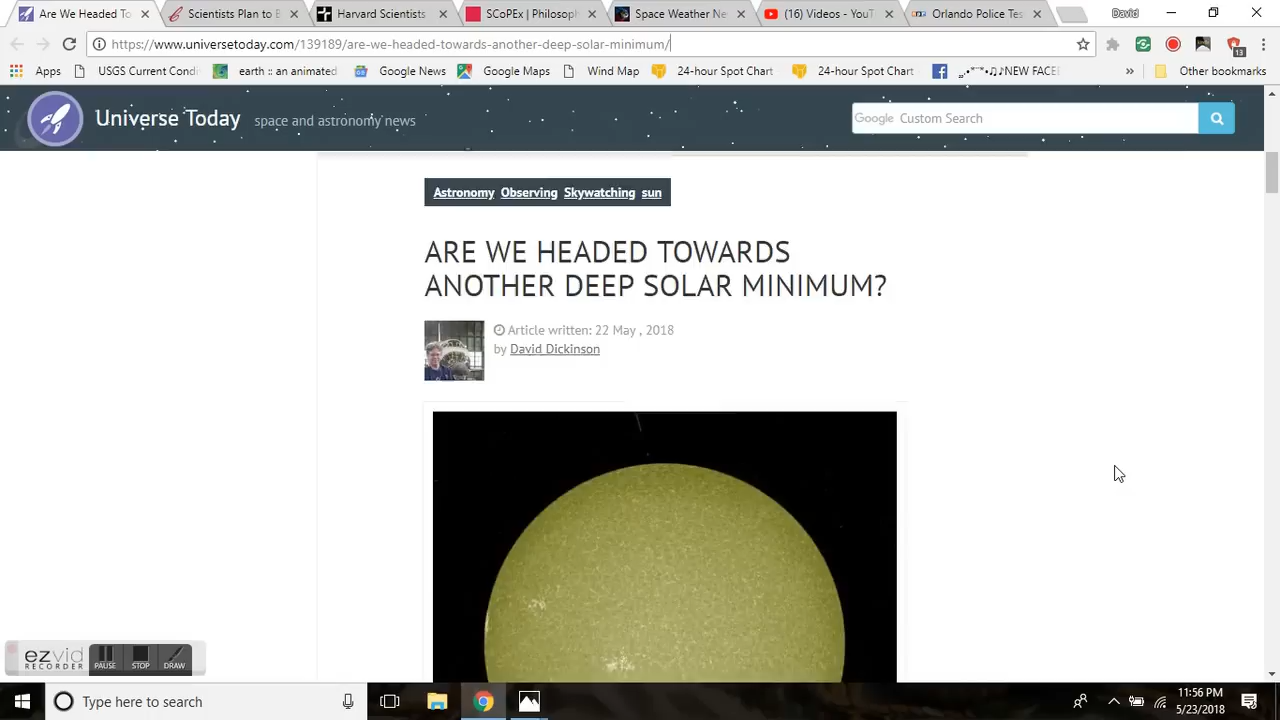 Are We Headed To
Scientists Plan to B
Harvard Scientists
SCoPEx | Philosoph
Space Weather Ne
(16) Videos - YouT
Orlando Police Tes
David
https://www.universetoday.com/139189/are-we-headed-towards-another-deep-solar-minimum/
13
Apps
USGS Current Condi
earth :: an animated
Google News
Google Maps
Wind Map
24-hour Spot Chart
24-hour Spot Chart
NEW FACE
»
Other bookmarks
Universe Today
space and astronomy news
Google Custom Search
Astronomy Observing Skywatching sun
ARE WE HEADED TOWARDS
ANOTHER DEEP SOLAR MINIMUM?
Article written: 22 May , 2018
by David Dickinson
ezvid
RECORDER
PAUSE
STOP
DRAW
Type here to search
11:56 PM
5/23/2018